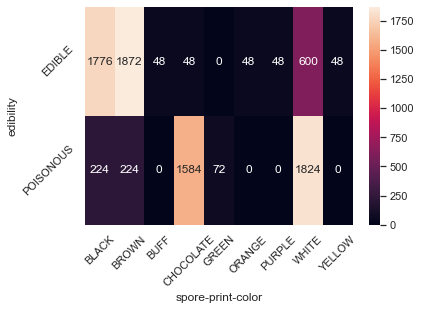 EDIBLE
1776 1872 48 48 0 48 48 600 48
POISONOUS
224 224 0 1584 72 0 0 1824 0
edibility
BLACK BROWN BUFF CHOCOLATE GREEN ORANGE PURPLE WHITE YELLOW
spore-print-color
1750
1500
1250
1000
750
500
250
0